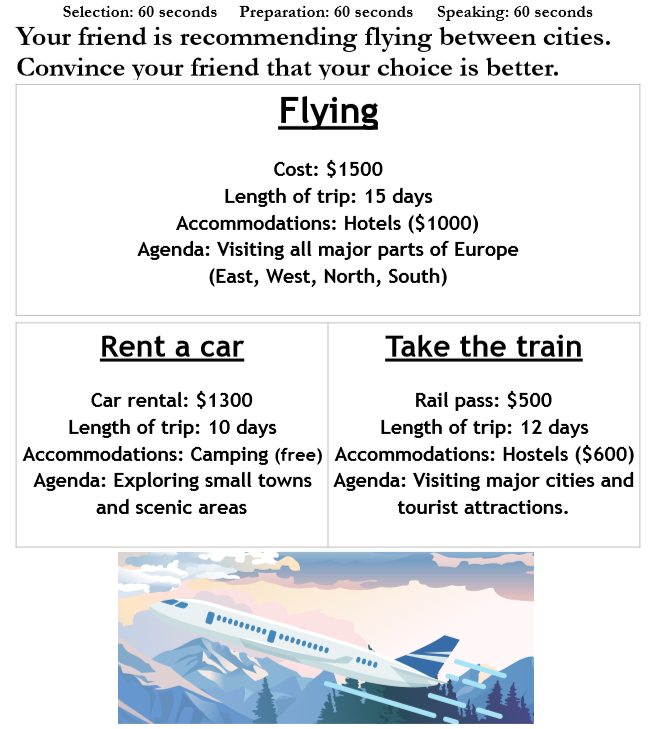 Selection: 60 seconds Preparation: 60 seconds Speaking: 60 seconds
Your friend is recommending flying between cities.
Convince your friend that your choice is better.
Flying
Cost: $1500
Length of trip: 15 days
Accommodations: Hotels ($1000)
Agenda: Visiting all major parts of Europe
(East, West, North, South)
Rent a car
Car rental: $1300
Length of trip: 10 days
Accommodations: Camping (free)
Agenda: Exploring small towns
and scenic areas
Take the train
Rail pass: $500
Length of trip: 12 days
Accommodations: Hostels ($600)
Agenda: Visiting major cities and
tourist attractions.